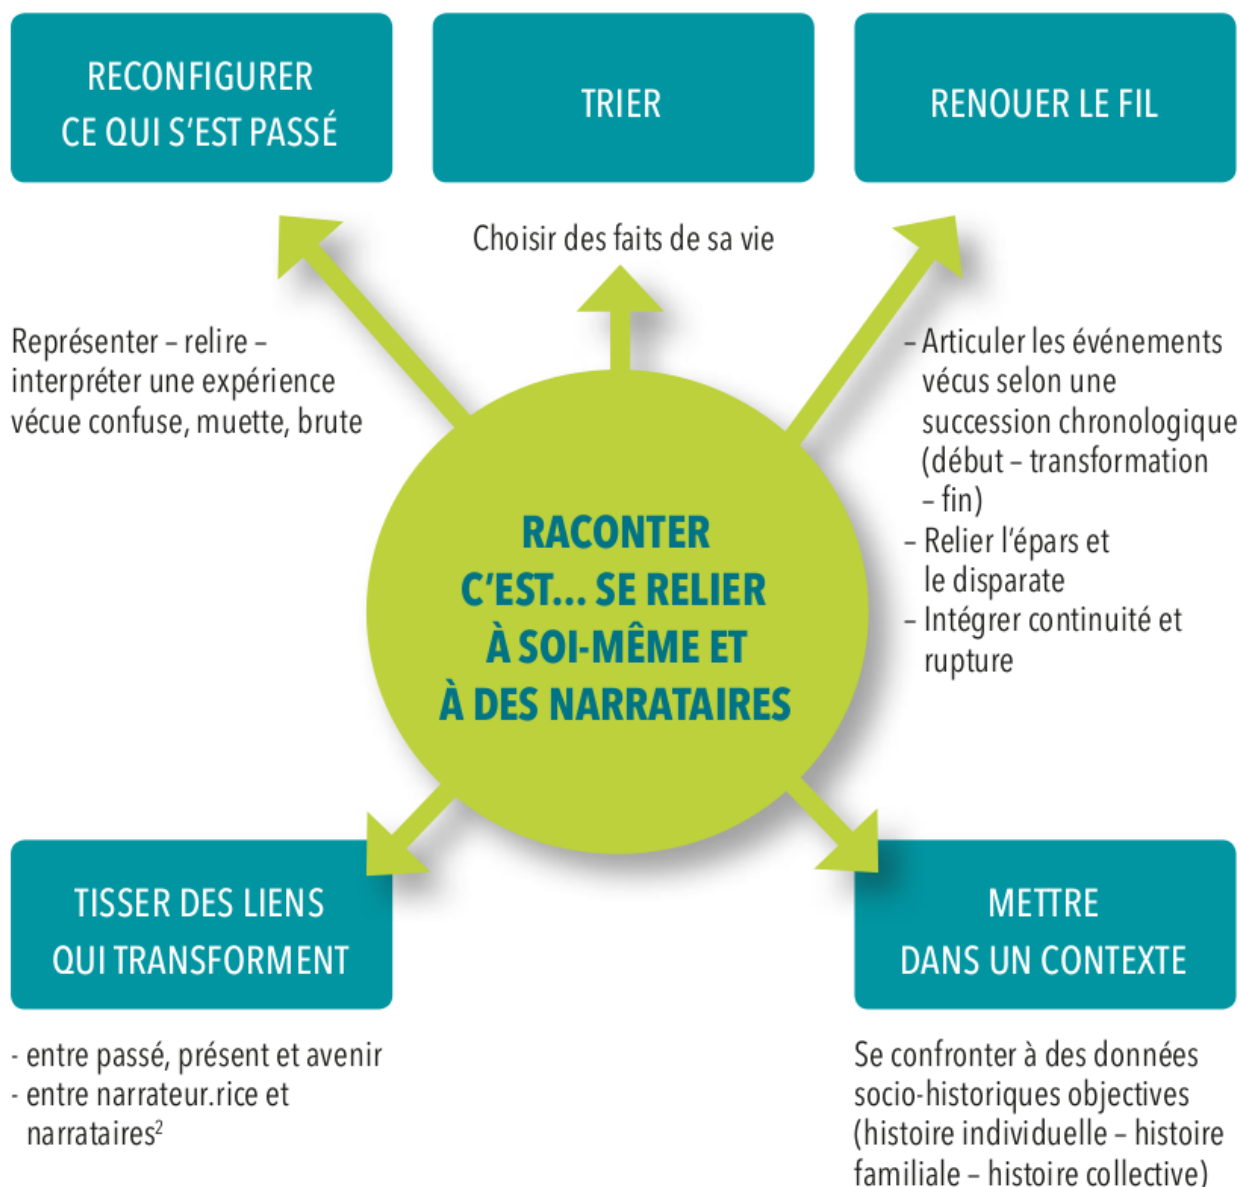 RECONFIGURER
CE QUI S'EST PASSÉ
TRIER
RENOUER LE FIL
Choisir des faits de sa vie
Représenter – relire –
interpréter une expérience
vécue confuse, muette, brute
– Articuler les événements
vécus selon une
succession chronologique
(début – transformation
– fin)
– Relier l'épars et
le disparate
– Intégrer continuité et
rupture
RACONTER
C'EST... SE RELIER
À SOI-MÊME ET
À DES NARRATAIRES
TISSER DES LIENS
QUI TRANSFORMENT
- entre passé, présent et avenir
- entre narrateur.rice et
narrataires²
METTRE
DANS UN CONTEXTE
Se confronter à des données
socio-historiques objectives
(histoire individuelle – histoire
familiale – histoire collective)